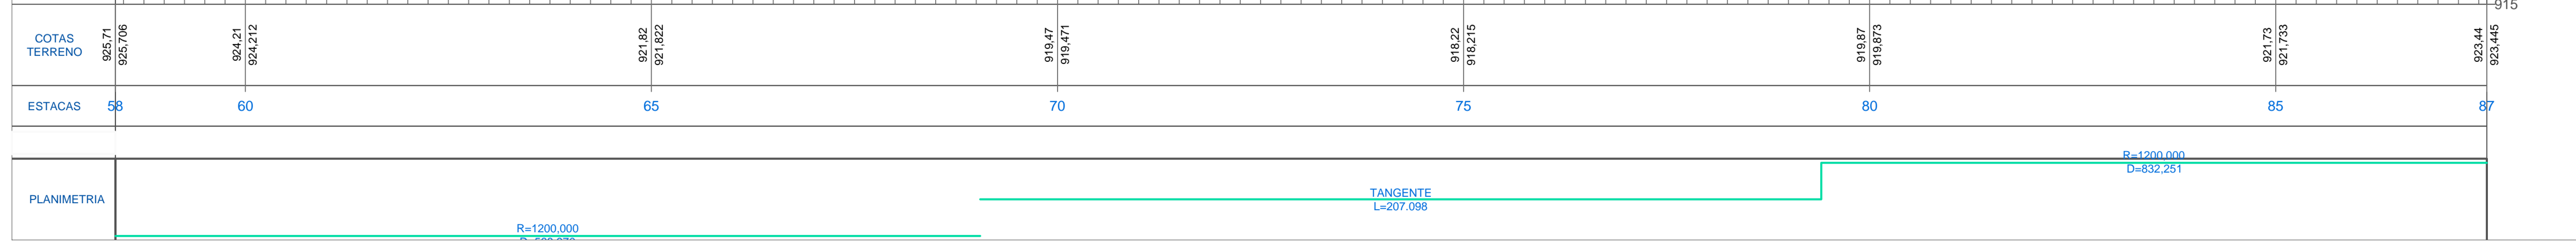 915
COTAS
TERRENO
925,71
925,706
924,21
924,212
921,82
921,822
919,47
919,471
918,22
918,215
919,87
919,873
921,73
921,733
923,44
923,445
ESTACAS
58
60
65
70
75
80
85
87
PLANIMETRIA
R=1200,000
TANGENTE
L=207.098
R=1200,000
D=832,251